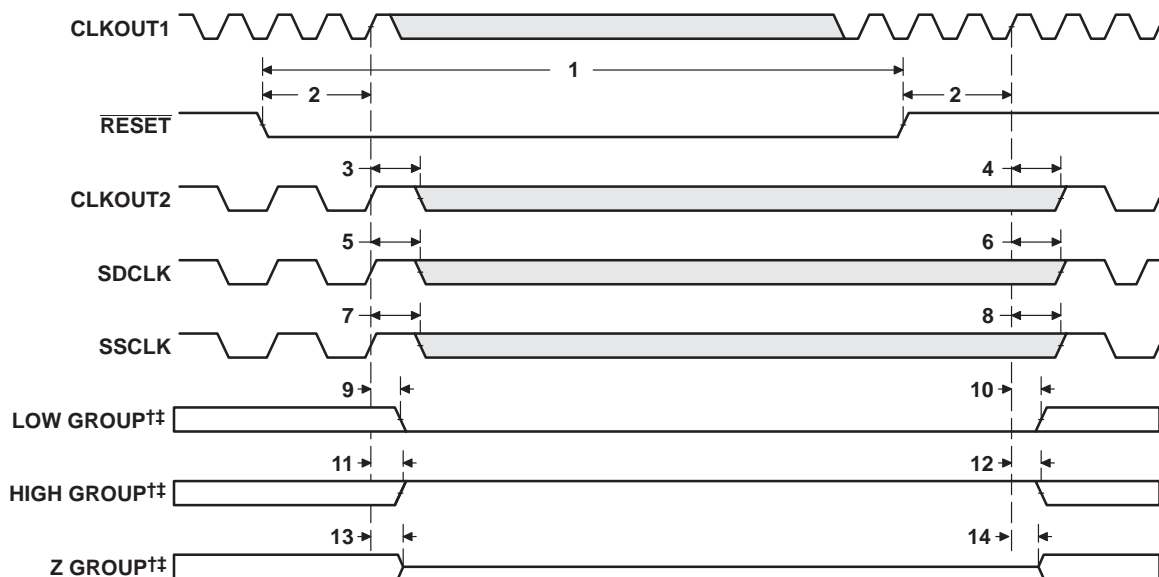 CLKOUT1
1
2 2
RESET
3 4
CLKOUT2
5 6
SDCLK
7 8
SSCLK
9 10
LOW GROUP†‡
11 12
HIGH GROUP†‡
13 14
Z GROUP†‡